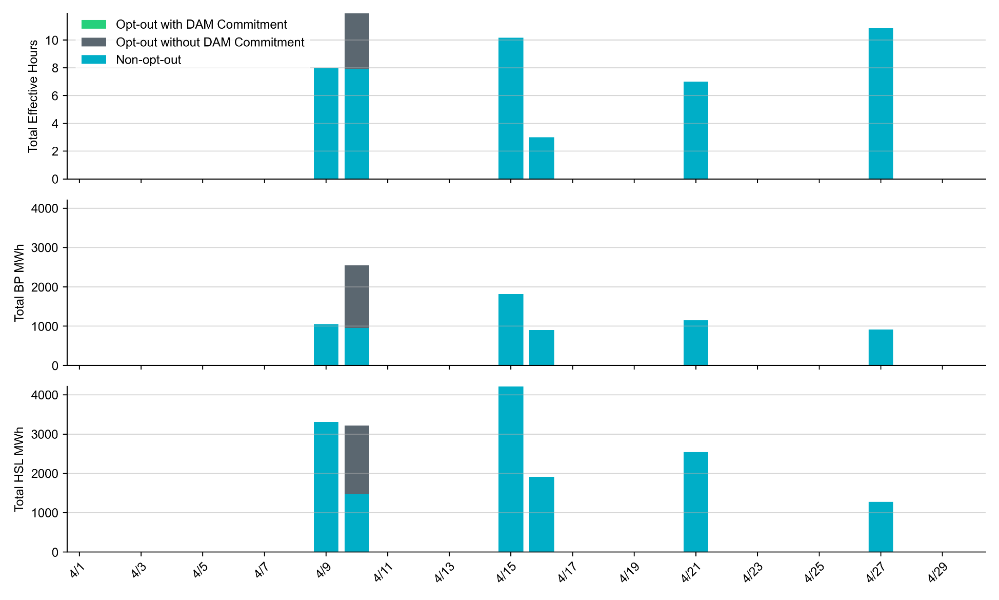 Opt-out with DAM Commitment
Opt-out without DAM Commitment
Non-opt-out
Total Effective Hours
10
8
6
4
2
0
Total BP MWh
4000
3000
2000
1000
0
Total HSL MWh
4000
3000
2000
1000
0
4/1 4/3 4/5 4/7 4/9 4/11 4/13 4/15 4/17 4/19 4/21 4/23 4/25 4/27 4/29